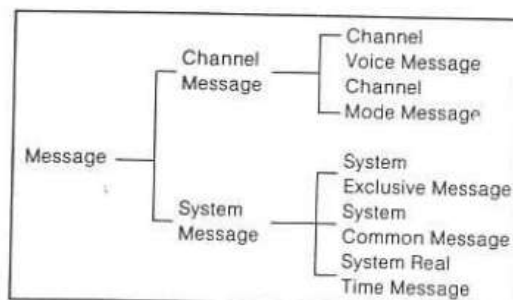 Message
Channel
Message
Channel
Voice Message
Channel
Mode Message
System
Message
System
Exclusive Message
System
Common Message
System Real
Time Message